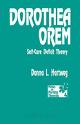 DOROTHEA
OREM
Self-Care Deficit Theory
Donna L. Hartweg